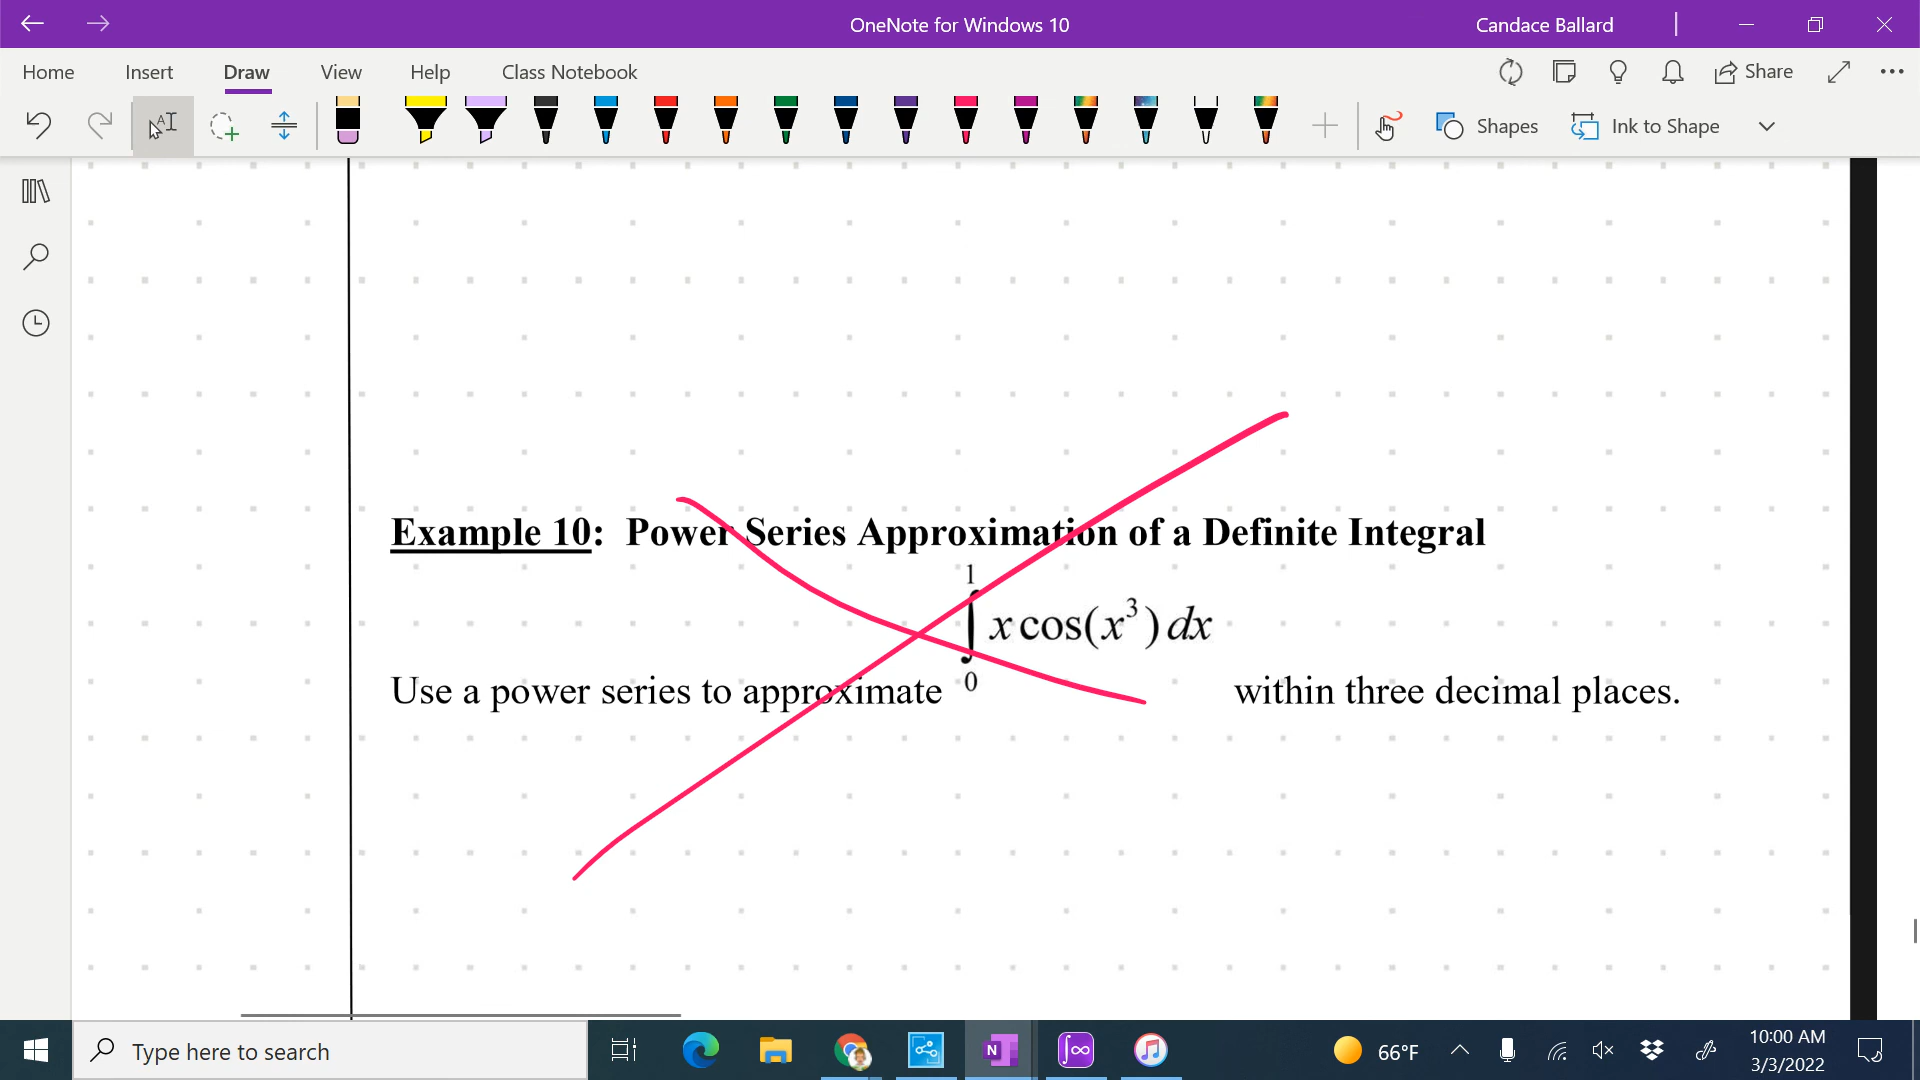 OneNote for Windows 10
Candace Ballard
Home Insert Draw View Help Class Notebook
Share
Shapes
Ink to Shape
Example 10: Power Series Approximation of a Definite Integral
Use a power series to approximate ∫₀¹ x cos(x³) dx within three decimal places.
Type here to search
66°F
10:00 AM
3/3/2022